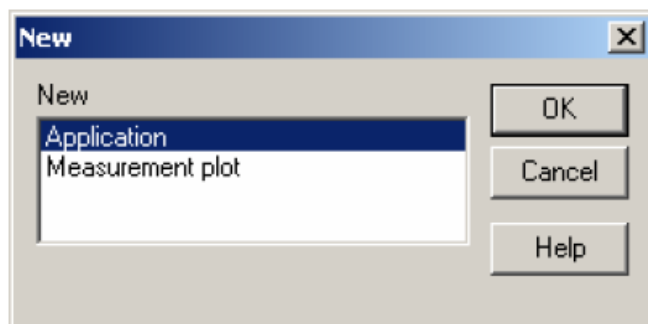 New
New
OK
Application
Measurement plot
Cancel
Help